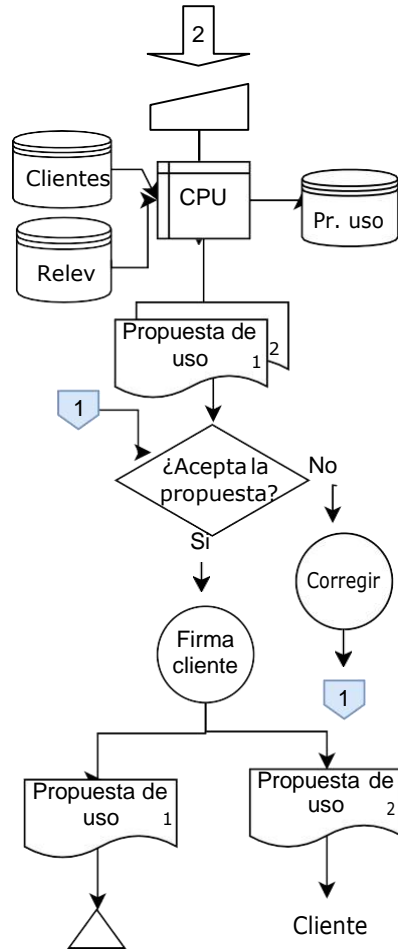 2
Clientes
CPU
Pr. uso
Relev
Propuesta de
uso 1
2
1
¿Acepta la
propuesta?
No
Si
Corregir
Firma
cliente
1
Propuesta de
uso 1
Propuesta de
uso 2
Cliente